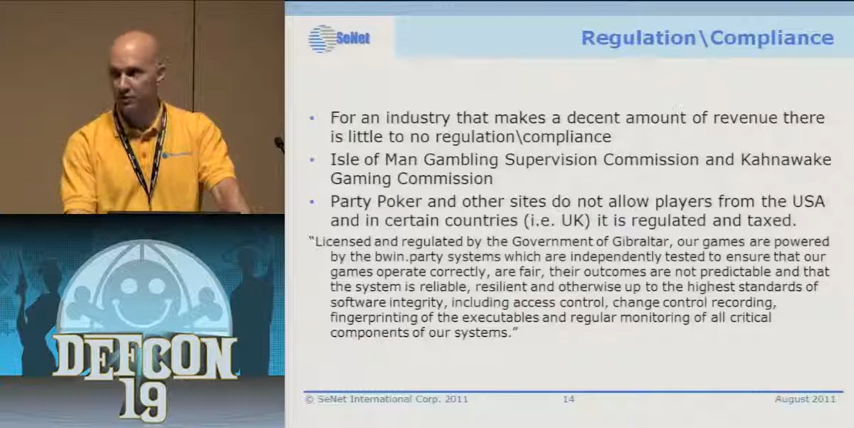 SeNet
Regulation\Compliance
• For an industry that makes a decent amount of revenue there
is little to no regulation\compliance
• Isle of Man Gambling Supervision Commission and Kahnawake
Gaming Commission
• Party Poker and other sites do not allow players from the USA
and in certain countries (i.e. UK) it is regulated and taxed.
“Licensed and regulated by the Government of Gibraltar, our games are powered
by the bwin.party systems which are independently tested to ensure that our
games operate correctly, are fair, their outcomes are not predictable and that
the system is reliable, resilient and otherwise up to the highest standards of
software integrity, including access control, change control recording,
fingerprinting of the executables and regular monitoring of all critical
components of our systems.”
© SeNet International Corp. 2011
14
August 2011
DEFCON
19